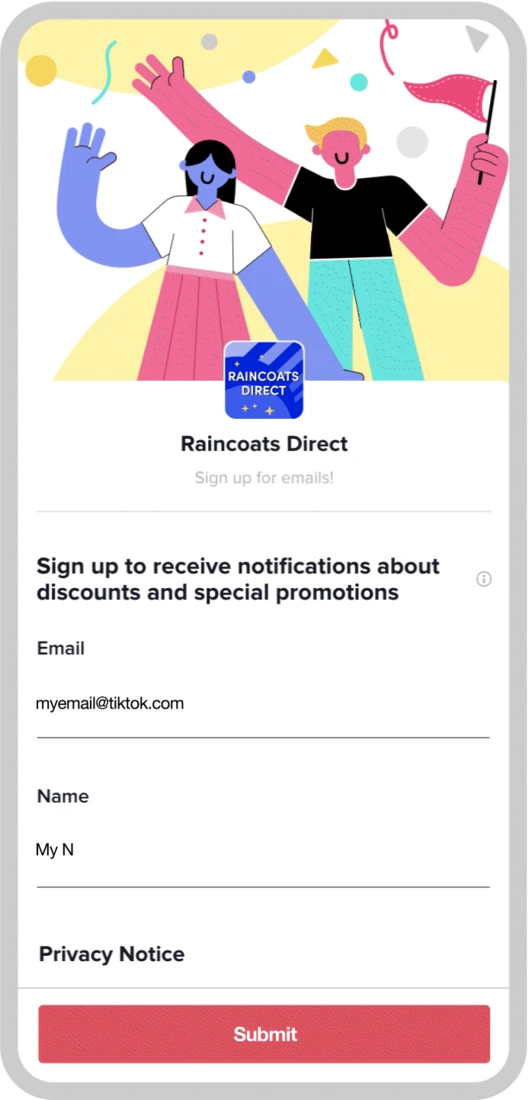 RAINCOATS
DIRECT
Raincoats Direct
Sign up for emails!
Sign up to receive notifications about
discounts and special promotions
Email
myemail@tiktok.com
Name
My N
Privacy Notice
Submit